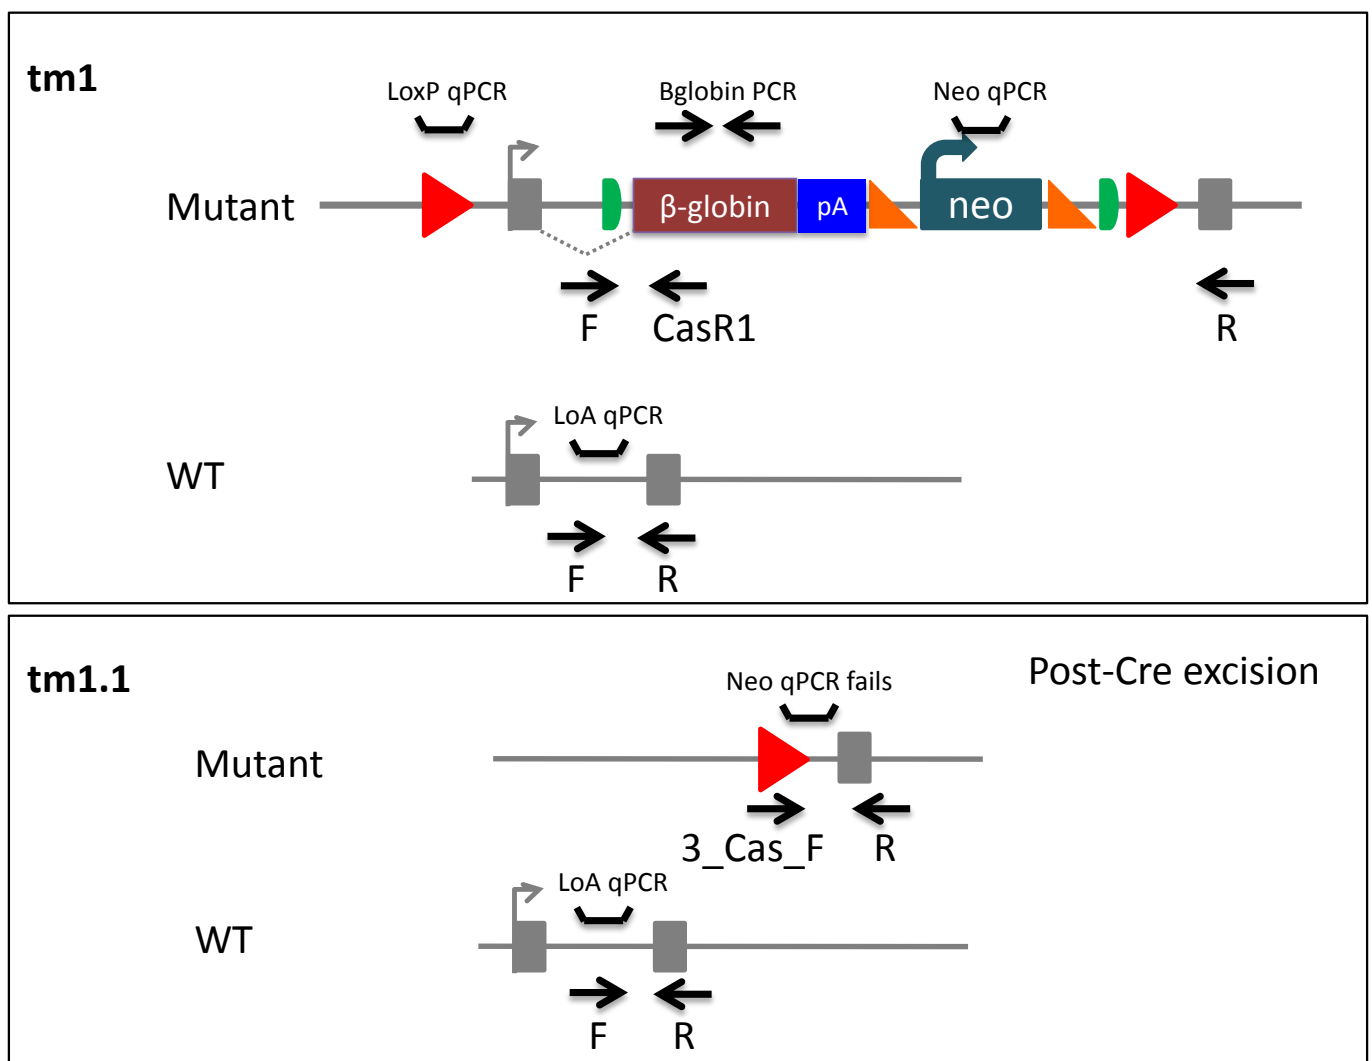 tm1
LoxP qPCR
Bglobin PCR
Neo qPCR
Mutant
β-globin
pA
neo
F
CasR1
R
LoA qPCR
WT
F
R
tm1.1
Post-Cre excision
Neo qPCR fails
Mutant
3_Cas_F
R
LoA qPCR
WT
F
R